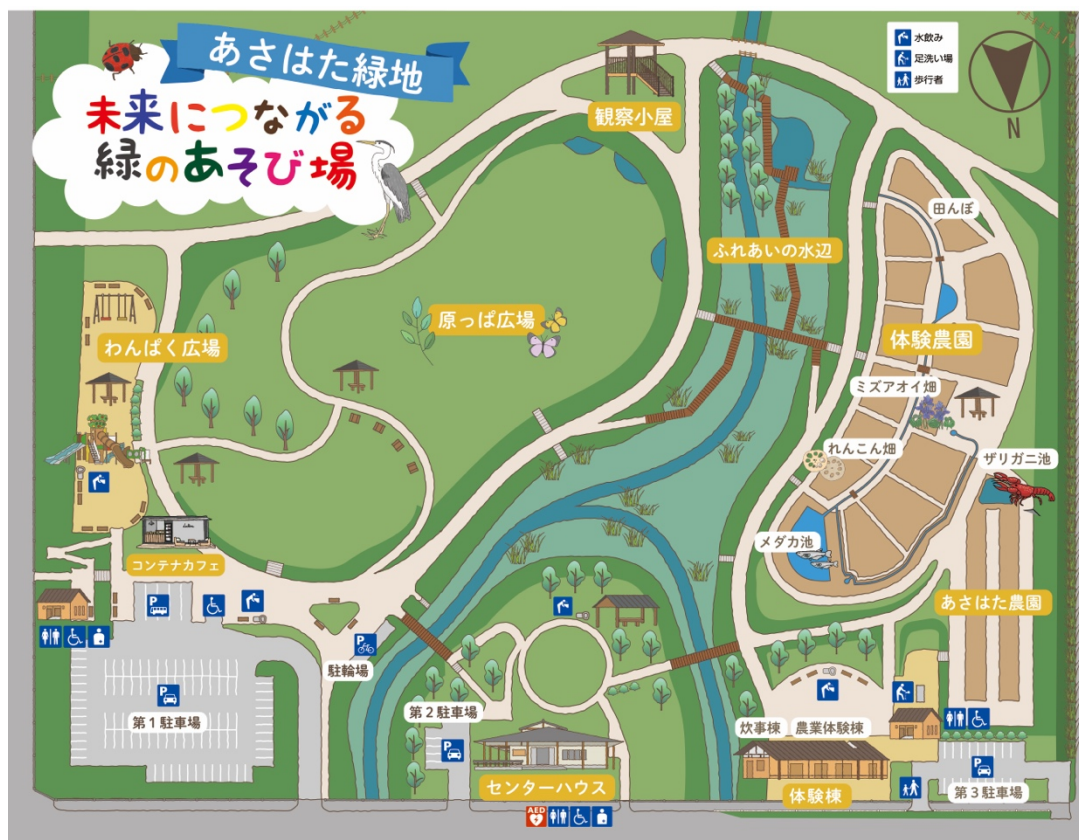 あさはた緑地
未来につながる
緑のあそび場
水飲み
足洗い場
歩行者
N
観察小屋
田んぼ
ふれあいの水辺
わんぱく広場
原っぱ広場
体験農園
ミズアオイ畑
れんこん畑
ザリガニ池
メダカ池
コンテナカフェ
P
あさはた農園
P
駐輪場
P
第1駐車場
第2駐車場
P
炊事棟
農業体験棟
センターハウス
体験棟
P
第3駐車場
AED